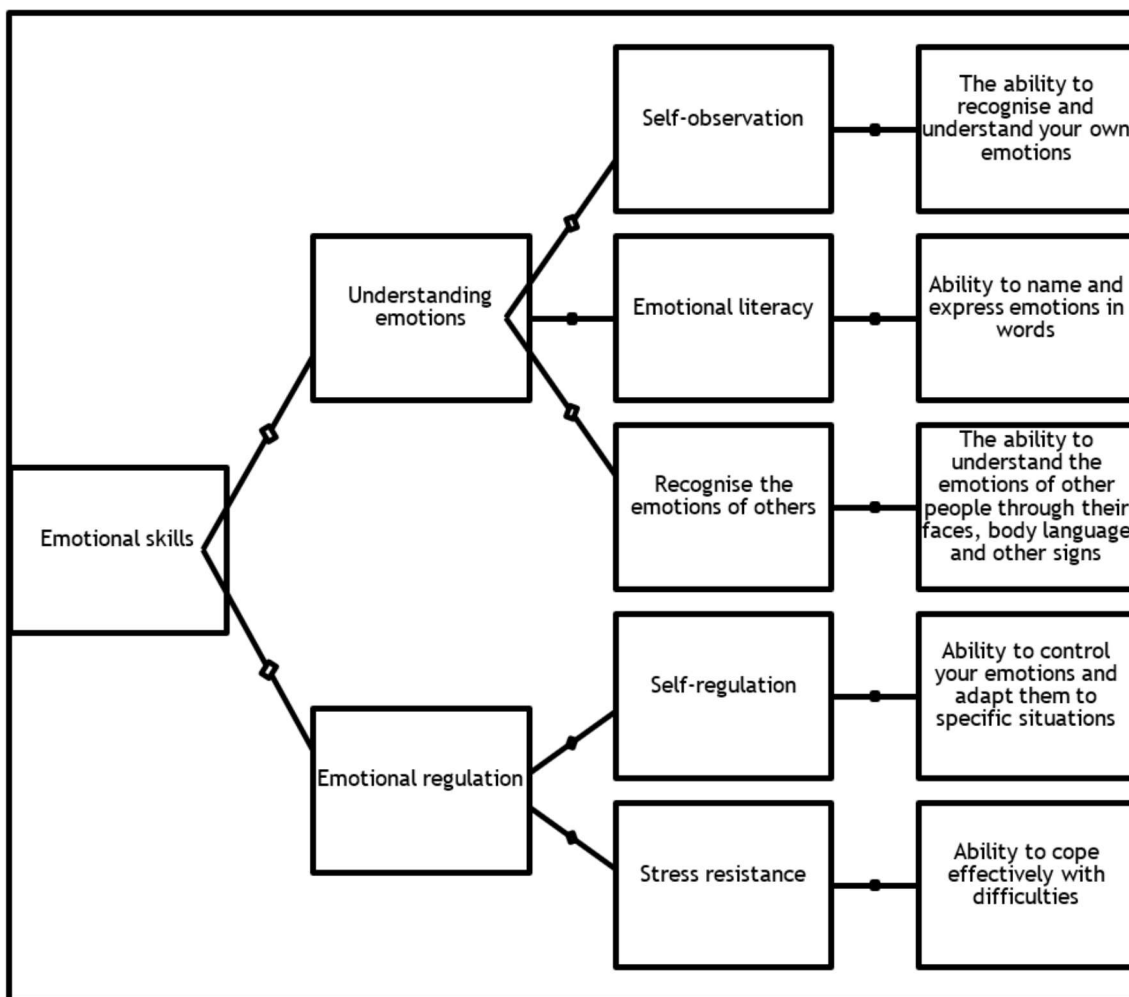 Self-observation
The ability to
recognise and
understand your own
emotions
Understanding
emotions
Emotional literacy
Ability to name and
express emotions in
words
Recognise the
emotions of others
The ability to
understand the
emotions of other
people through their
faces, body language
and other signs
Emotional skills
Self-regulation
Ability to control
your emotions and
adapt them to
specific situations
Emotional regulation
Stress resistance
Ability to cope
effectively with
difficulties